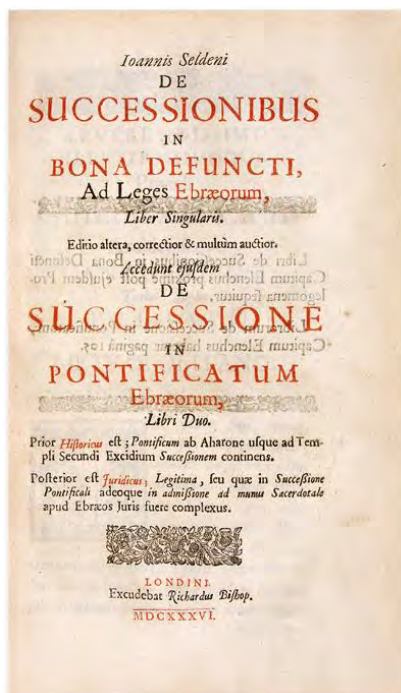 Ioannis Seldeni
DE
SUCCESSIONIBUS
IN
BONA DEFUNCTI,
Ad Leges Ebræorum,
Liber Singularis.
Editio altera, correctior & multùm auctior.
Accedunt ejusdem
DE
SUCCESSIONE
IN
PONTIFICATUM
Ebræorum,
Libri Duo.
Prior Historicus est; Pontificum ab Aharone usque ad Tem-
pli Secundi Excidium Successionem continens.
Posterior est Juridicus; Legitima, seu quæ in Successione
Pontificali adeoque in admissione ad munus Sacerdotale
apud Ebræos Juris fuere complexus.
LONDINI.
Excudebat Richardus Bishop.
MDCXXXVI.